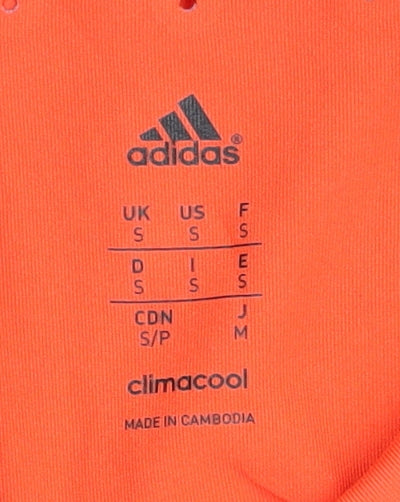 adidas®
UK US F
S S S
D I E
S S S
CDN J
S/P M
climacool
MADE IN CAMBODIA